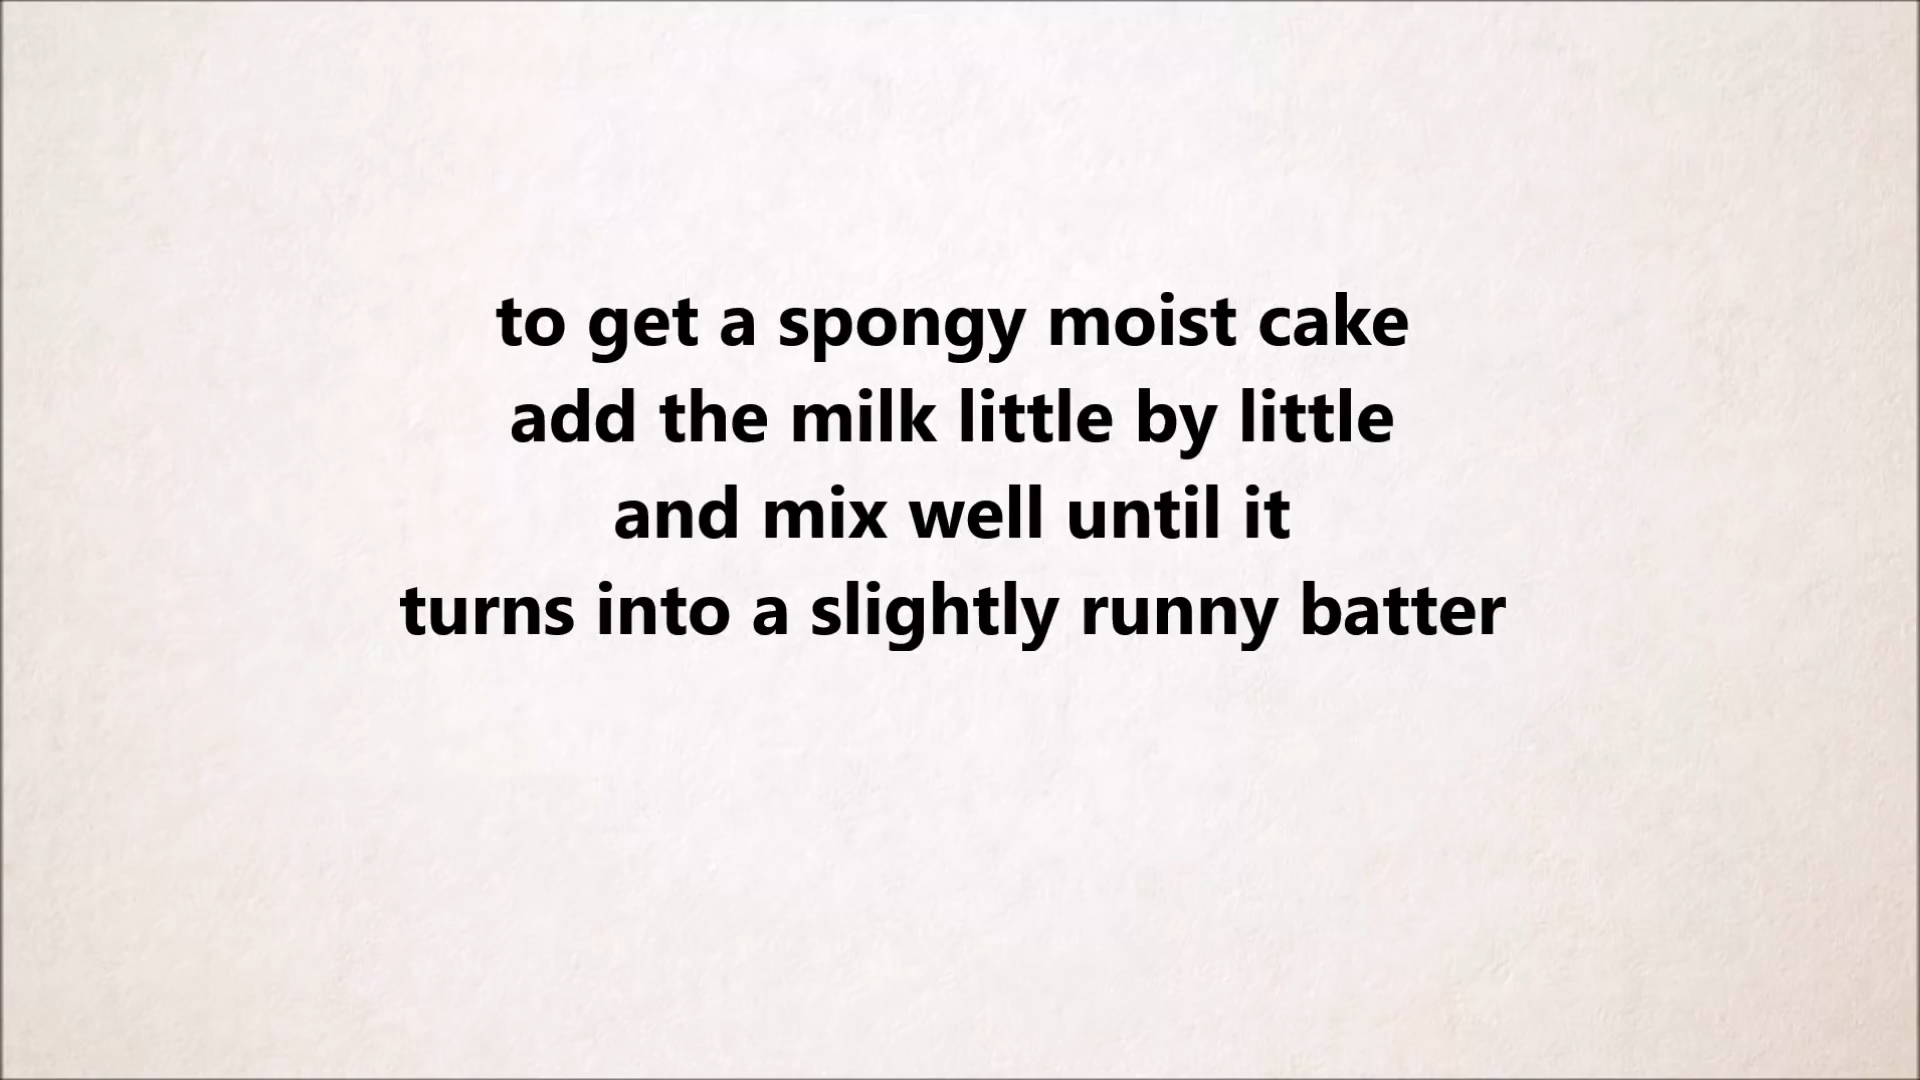 to get a spongy moist cake
add the milk little by little
and mix well until it
turns into a slightly runny batter